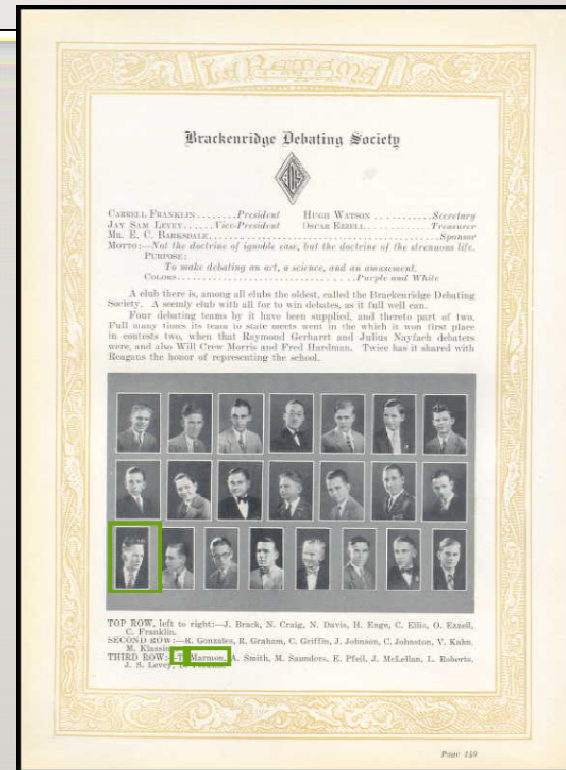 La Retama
Brackenridge Debating Society
BDS
CARRELL FRANKLIN........President HUGH WATSON...........Secretary
JAY SAM LEVEY.....Vice-President OSCAR EZZELL............Treasurer
MR. E. C. BARKSDALE..................................................Sponsor
MOTTO:—Not the doctrine of ignoble ease, but the doctrine of the strenuous life.
PURPOSE:
To make debating an art, a science, and an amusement.
COLORS.......................................Purple and White
A club there is, among all clubs the oldest, called the Brackenridge Debating
Society. A seemly club with all for to win debates, as it full well can.
Four debating teams by it have been supplied, and thereto part of two.
Full many times its team to state meets went in the which it won first place
in contests two, when that Raymond Gerhardt and Julius Nayfach debaters
were, and also Will Crew Morris and Fred Hardman. Twice has it shared with
Reagans the honor of representing the school.
TOP ROW, left to right:—J. Brack, N. Craig, N. Davis, H. Enge, C. Ellis, O. Ezzell,
C. Franklin.
SECOND ROW:—R. Gonzales, R. Graham, C. Griffin, J. Johnson, C. Johnston, V. Kuhn,
M. Klausin
THIRD ROW:—T. Marmon, A. Smith, M. Saunders, E. Pfeil, J. McLellan, L. Roberts,
J. S. Levey,
Page 149